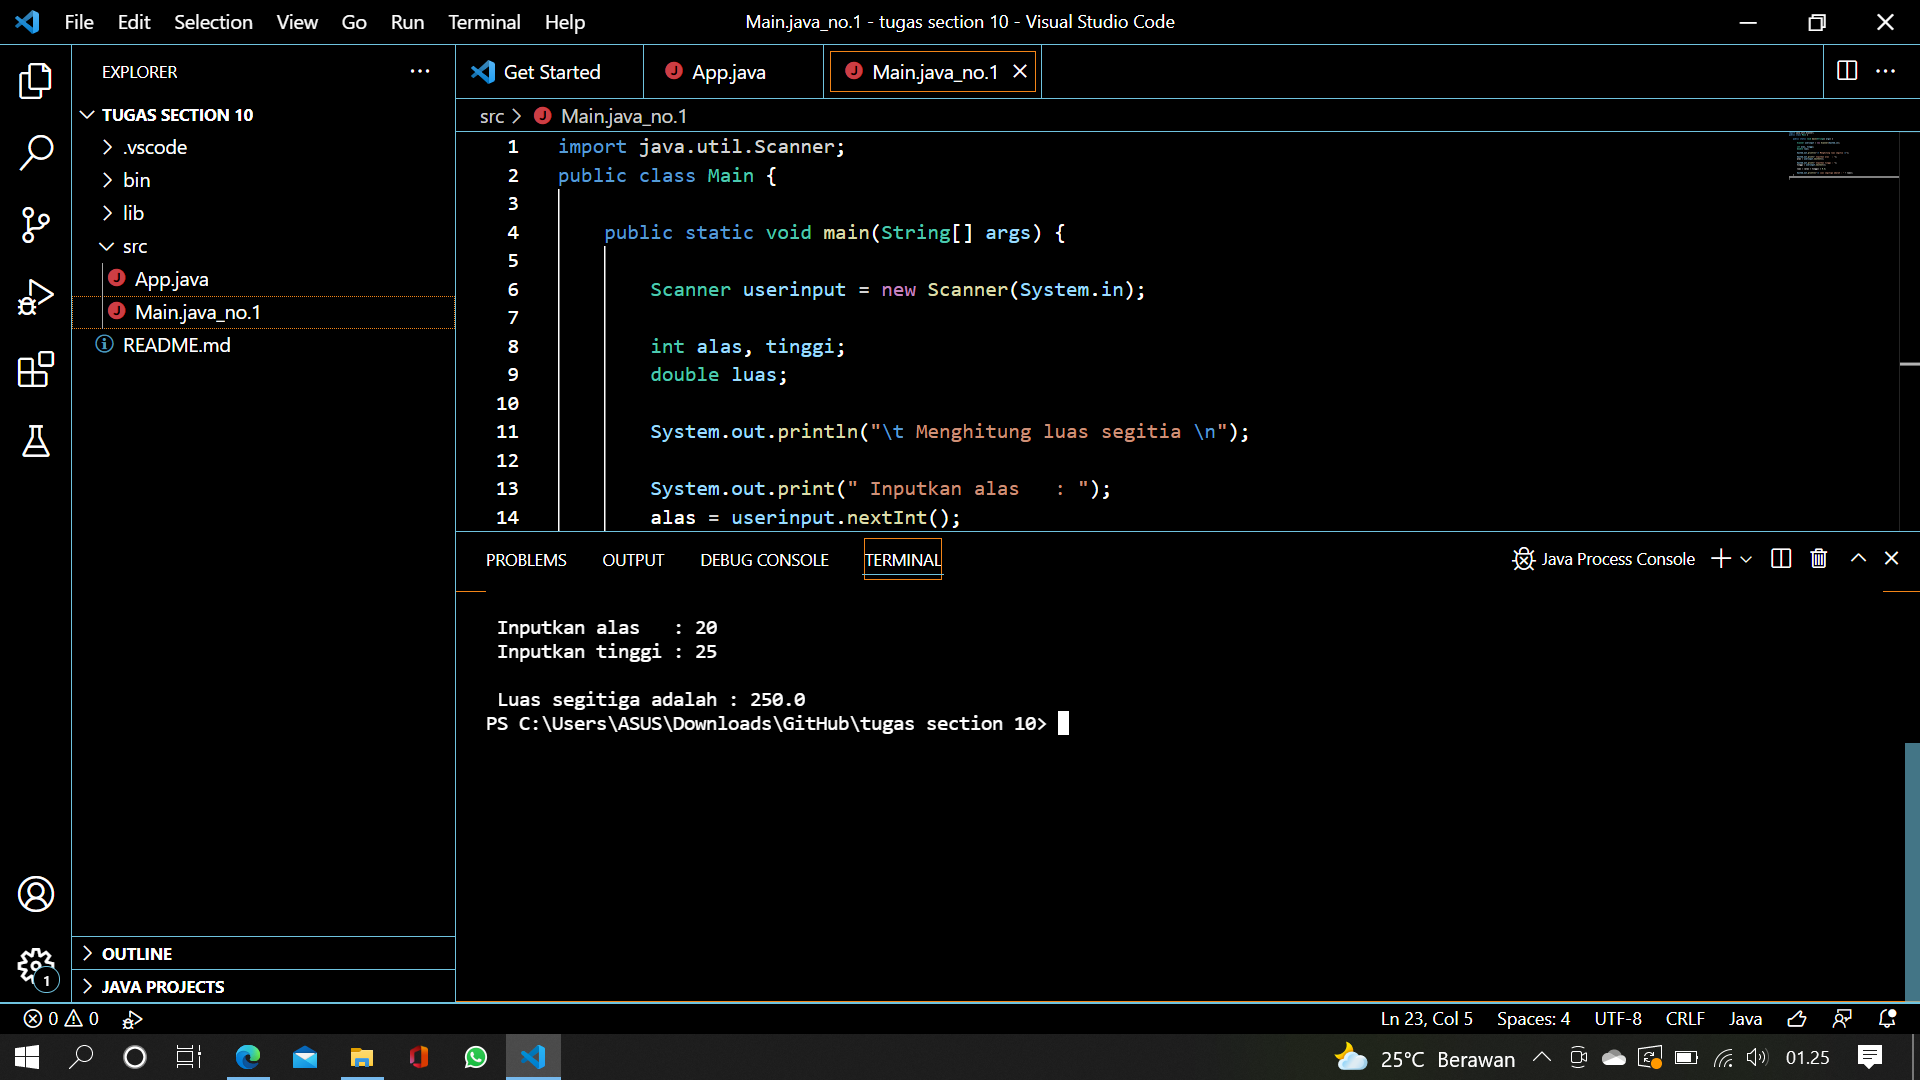 File Edit Selection View Go Run Terminal Help
Main.java_no.1 - tugas section 10 - Visual Studio Code
EXPLORER
TUGAS SECTION 10
.vscode
bin
lib
src
App.java
Main.java_no.1
README.md
OUTLINE
JAVA PROJECTS
1
Get Started
App.java
Main.java_no.1
src > Main.java_no.1
1 import java.util.Scanner;
2 public class Main {
3
4 public static void main(String[] args) {
5
6 Scanner userinput = new Scanner(System.in);
7
8 int alas, tinggi;
9 double luas;
10
11 System.out.println("\t Menghitung luas segitia \n");
12
13 System.out.print(" Inputkan alas   : ");
14 alas = userinput.nextInt();
PROBLEMS OUTPUT DEBUG CONSOLE TERMINAL
Java Process Console
Inputkan alas   : 20
Inputkan tinggi : 25
Luas segitiga adalah : 250.0
PS C:\Users\ASUS\Downloads\GitHub\tugas section 10>
0 0
Ln 23, Col 5 Spaces: 4 UTF-8 CRLF Java
25°C Berawan
01.25